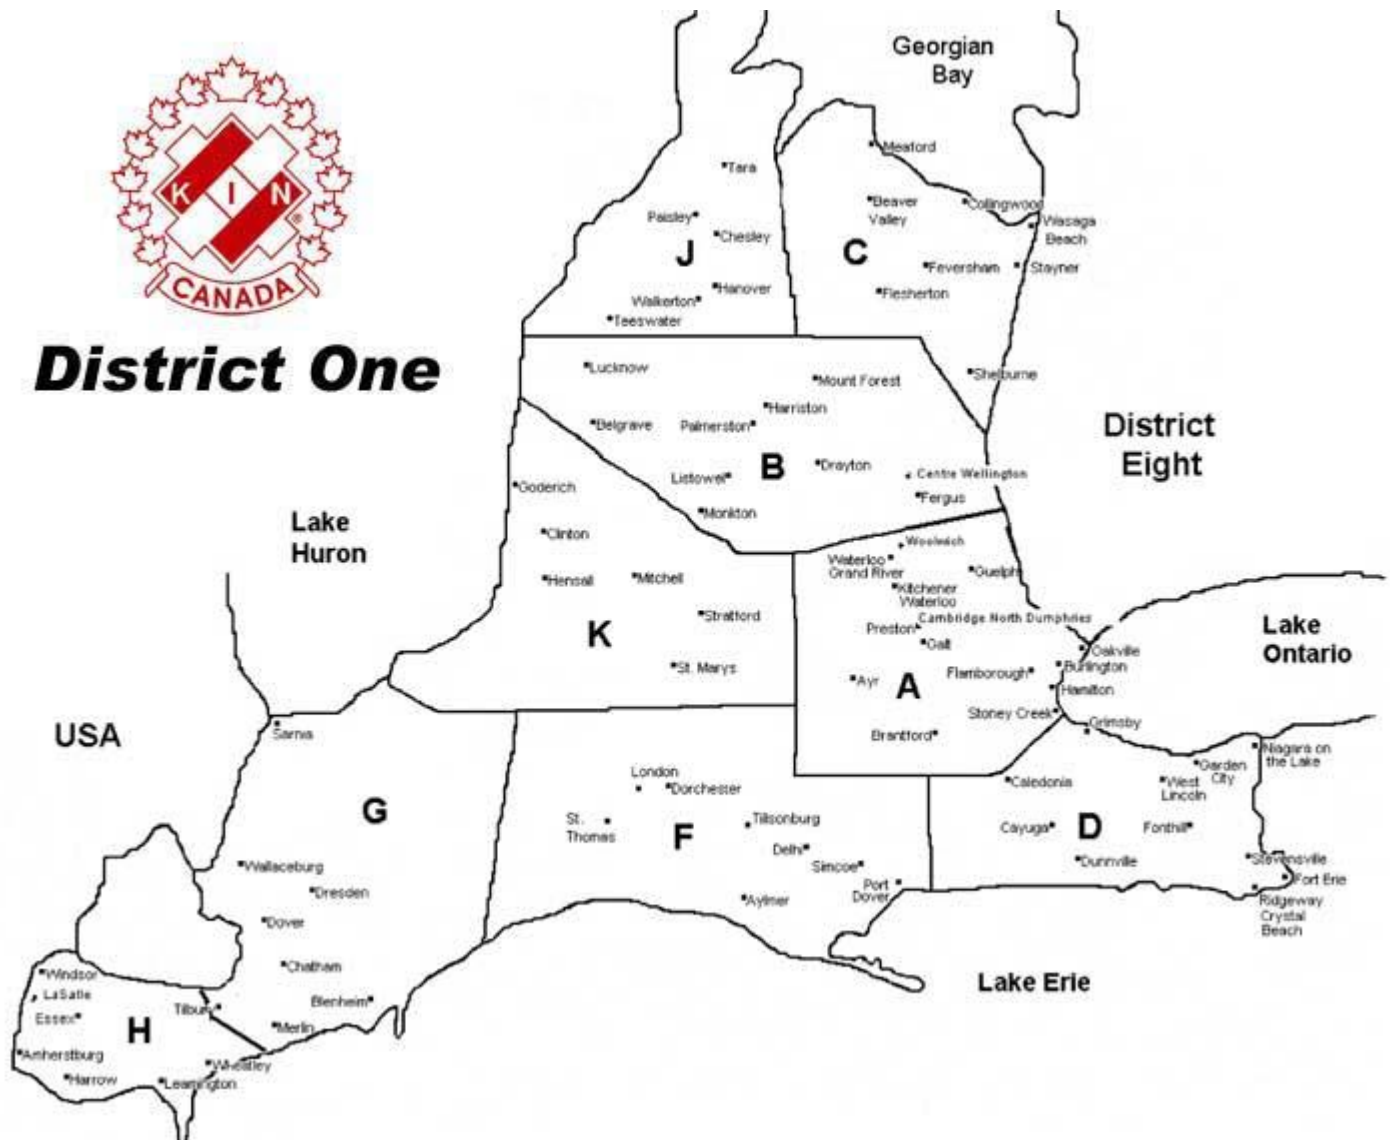 Georgian
Bay
Meaford
Tara
Beaver
Valley
Collingwood
Paisley
Wasaga
Beach
Chesley
K I N
®
CANADA
J
C
Feversham
Stayner
Hanover
Flesherton
Walkerton
Teeswater
District One
Lucknow
Mount Forest
Shelburne
Harriston
Belgrave
Palmerston
District
Eight
B
Drayton
Listowel
Centre Wellington
Goderich
Fergus
Monkton
Lake
Huron
Clinton
Woolwich
Waterloo
Grand River
Guelph
Hensall
Mitchell
Kitchener
Waterloo
Stratford
Cambridge North Dumphries
Preston
K
Galt
Lake
Ontario
Oakville
Burlington
St. Marys
Flamborough
Ayr
A
Hamilton
Stoney Creek
Grimsby
USA
Sarnia
Brantford
Niagara on
the Lake
Garden
City
London
Dorchester
Caledonia
West
Lincoln
G
St.
Thomas
F
Tillsonburg
Cayuga
D
Fonthill
Delhi
Simcoe
Dunnville
Stevensville
Wallaceburg
Fort Erie
Dresden
Port
Dover
Aylmer
Ridgeway
Crystal
Beach
Dover
Chatham
Lake Erie
Windsor
LaSalle
Blenheim
Tilbury
Essex
H
Merlin
Amherstburg
Wheatley
Harrow
Leamington